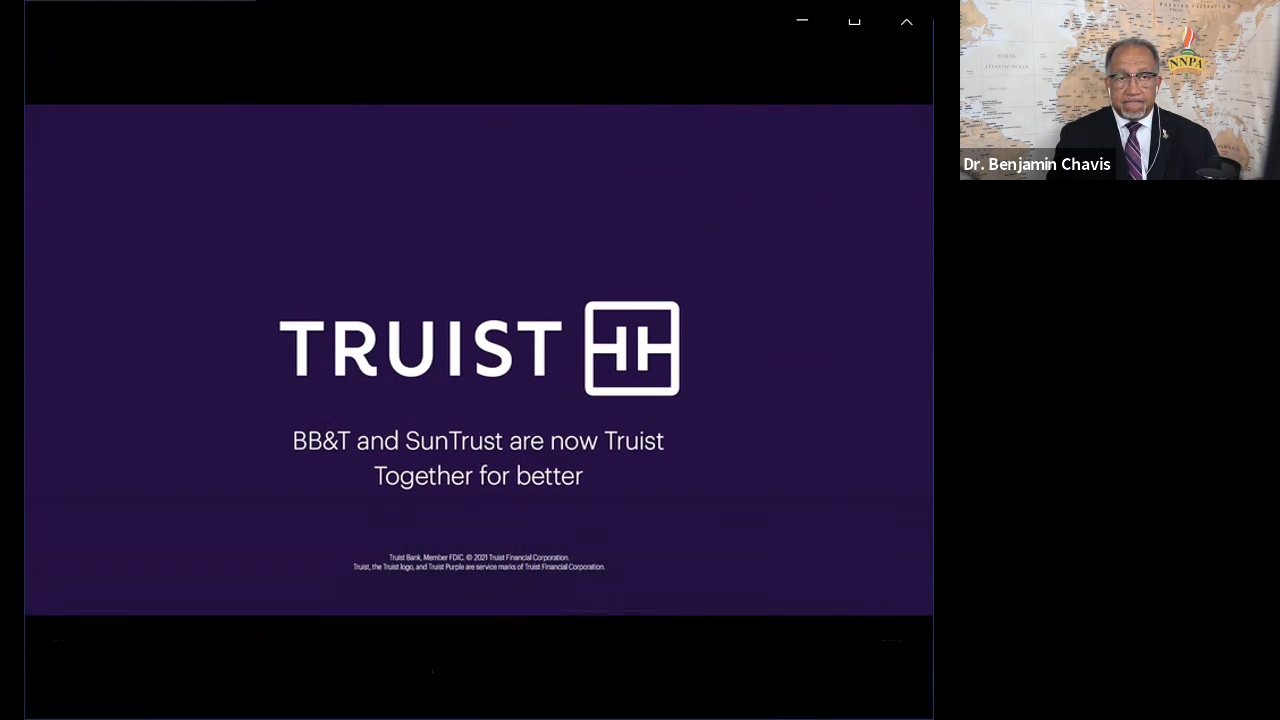 TRUIST
BB&T and SunTrust are now Truist
Together for better
Truist Bank, Member FDIC. © 2021 Truist Financial Corporation.
Truist, the Truist logo, and Truist Purple are service marks of Truist Financial Corporation.
NNPA
Dr. Benjamin Chavis